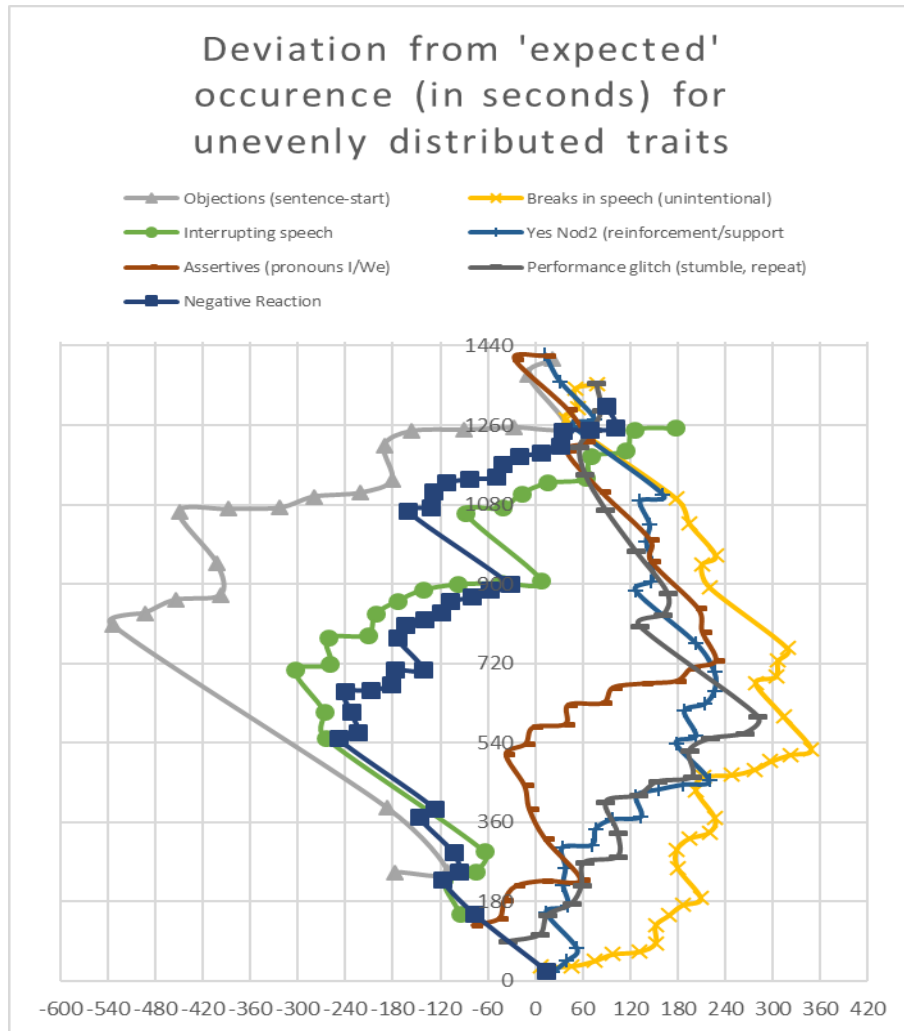 Deviation from 'expected'
occurence (in seconds) for
unevenly distributed traits
Objections (sentence-start)
Breaks in speech (unintentional)
Interrupting speech
Yes Nod2 (reinforcement/support
Assertives (pronouns I/We)
Performance glitch (stumble, repeat)
Negative Reaction
1440
1260
1080
900
720
540
360
180
0
-600 -540 -480 -420 -360 -300 -240 -180 -120 -60 0 60 120 180 240 300 360 420